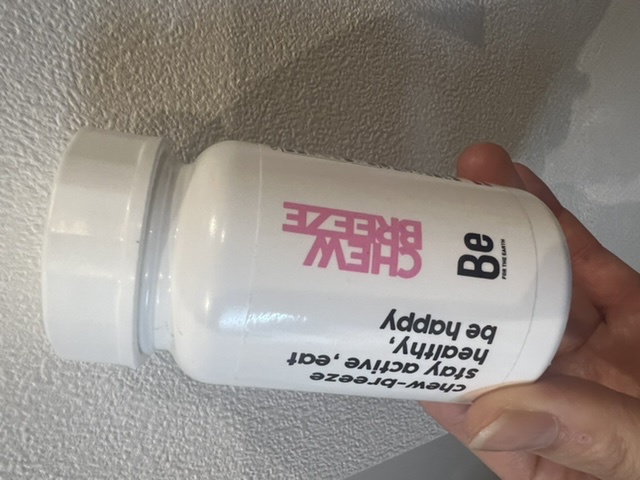 chew-breeze
stay active ,eat
healthy,
be happy
CHEW
BREEZE
Be
FOR THE EARTH